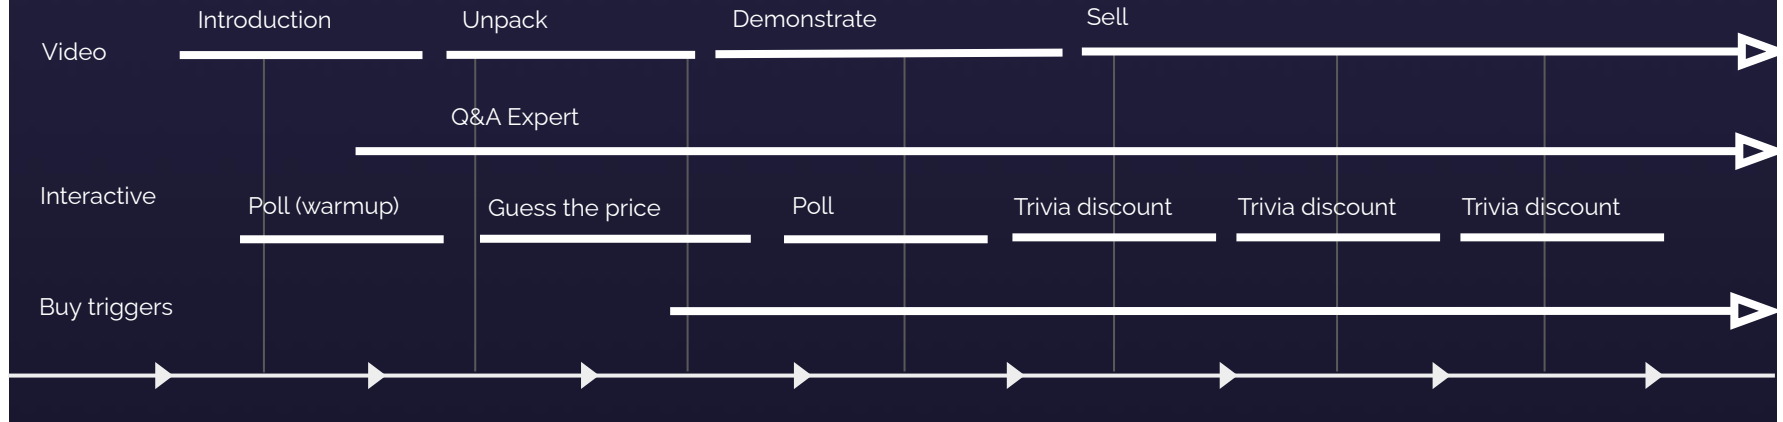 Introduction
Unpack
Demonstrate
Sell
Video
Q&A Expert
Interactive
Poll (warmup)
Guess the price
Poll
Trivia discount
Trivia discount
Trivia discount
Buy triggers